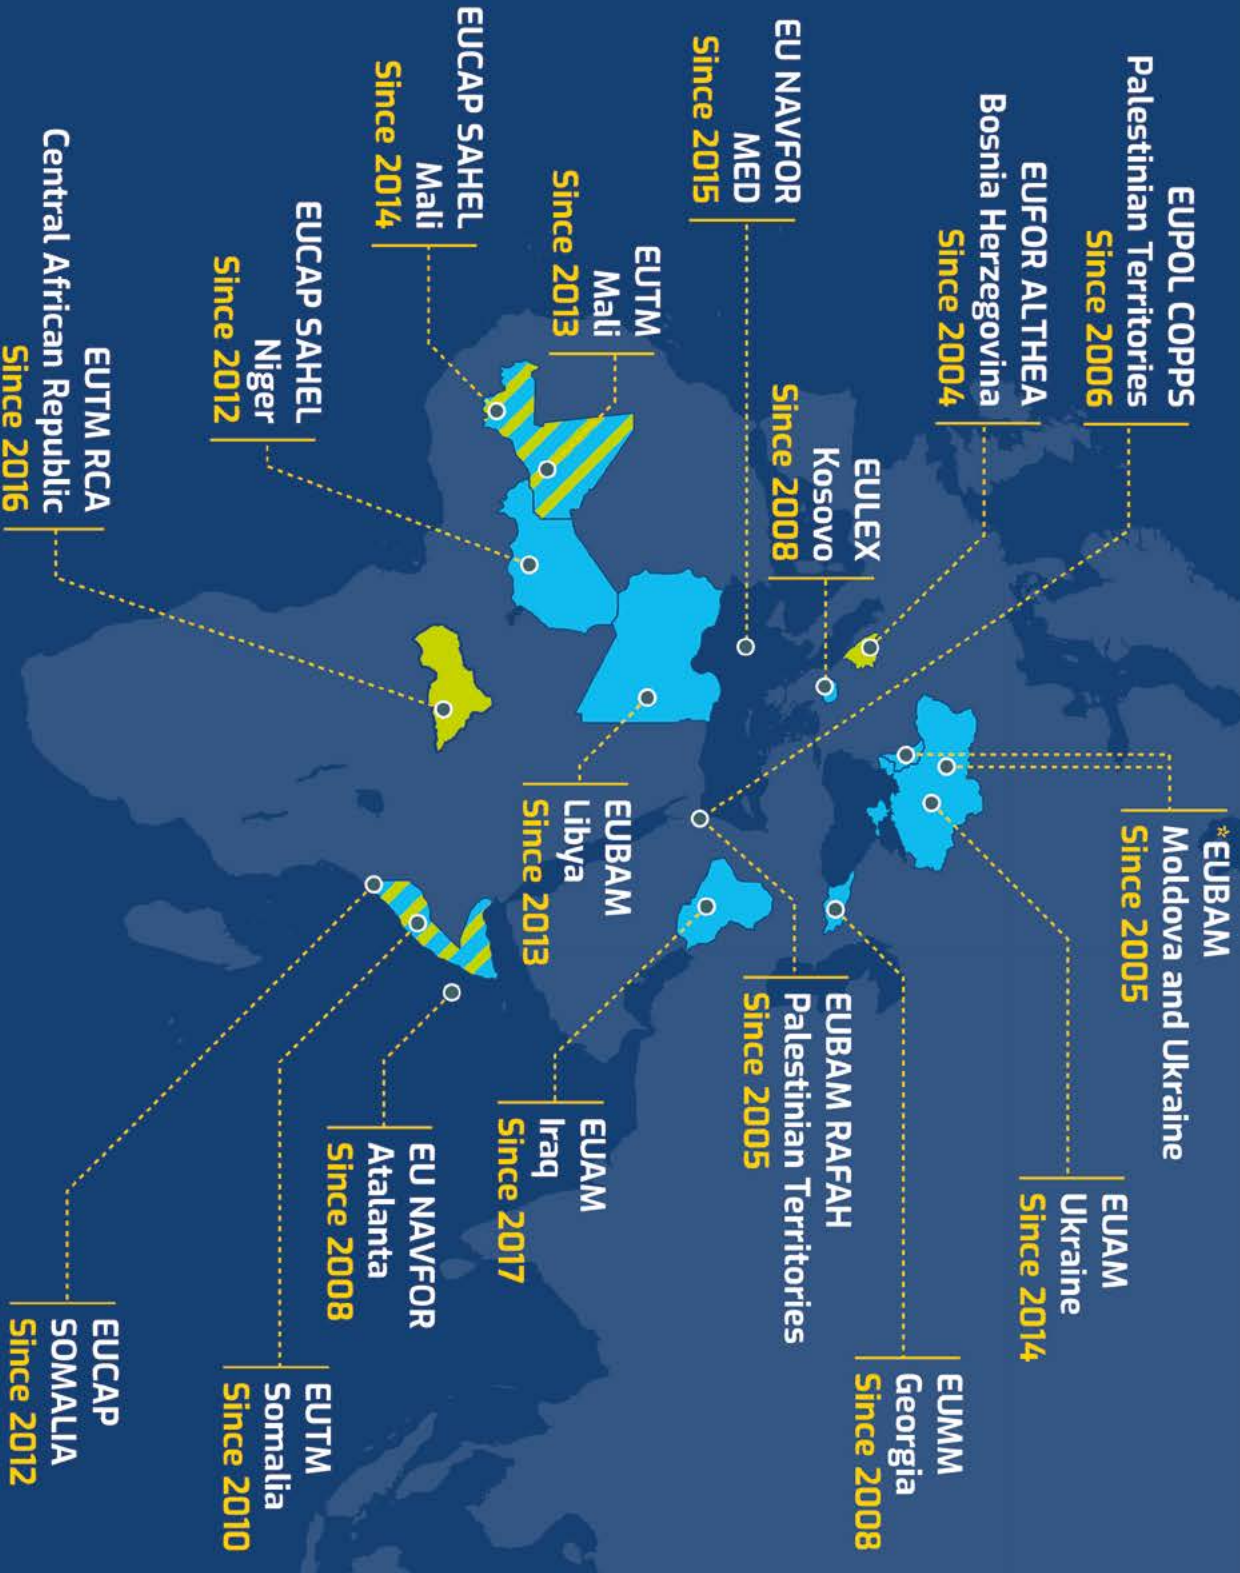 EUPOL COPPS
Palestinian Territories
Since 2006
EUFOR ALTHEA
Bosnia Herzegovina
Since 2004
EULEX
Kosovo
Since 2008
EU NAVFOR
MED
Since 2015
EUTM
Mali
Since 2013
EUCAP SAHEL
Mali
Since 2014
EUCAP SAHEL
Niger
Since 2012
EUTM RCA
Central African Republic
Since 2016
*EUBAM
Moldova and Ukraine
Since 2005
EUAM
Ukraine
Since 2014
EUMM
Georgia
Since 2008
EUBAM RAFAH
Palestinian Territories
Since 2005
EUBAM
Libya
Since 2013
EUAM
Iraq
Since 2017
EU NAVFOR
Atalanta
Since 2008
EUTM
Somalia
Since 2010
EUCAP
SOMALIA
Since 2012